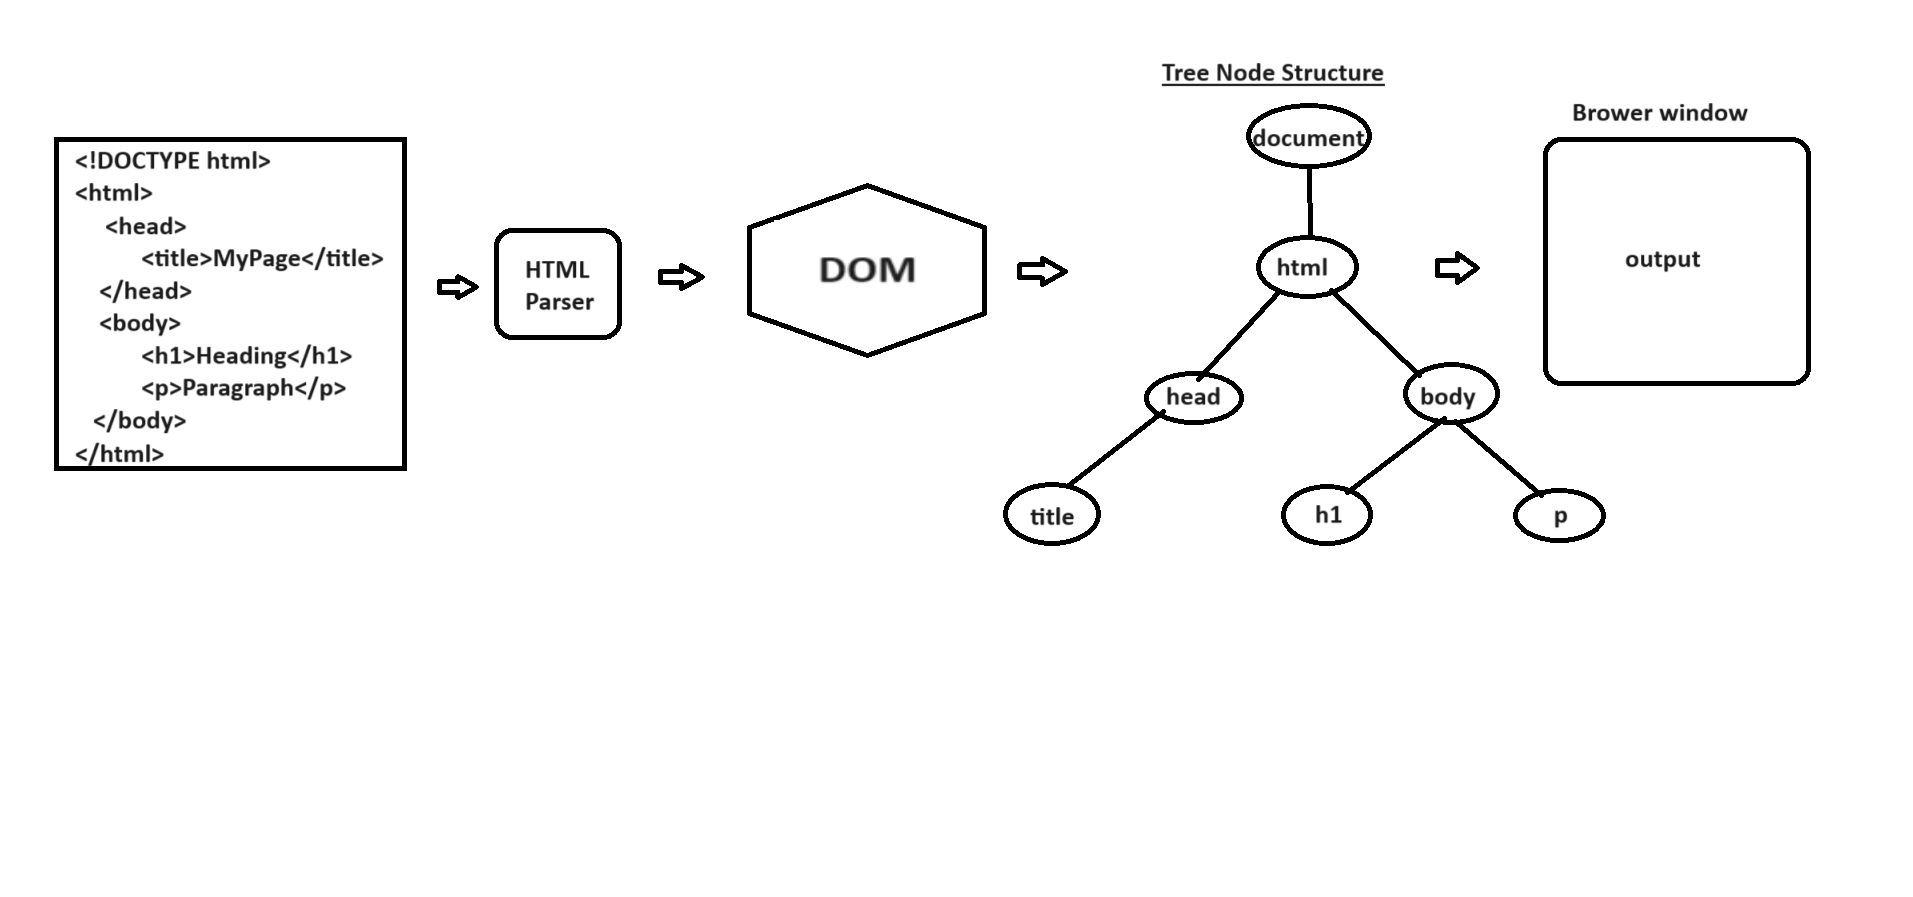 <!DOCTYPE html>
<html>
<head>
<title>MyPage</title>
</head>
<body>
<h1>Heading</h1>
<p>Paragraph</p>
</body>
</html>
HTML
Parser
DOM
Tree Node Structure
document
html
head
body
title
h1
p
Brower window
output